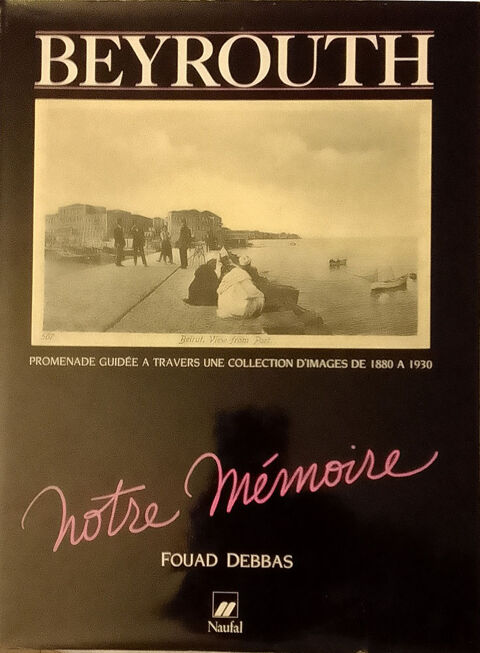 BEYROUTH
567 Beirut, View from Port.
PROMENADE GUIDÉE A TRAVERS UNE COLLECTION D'IMAGES DE 1880 A 1930
Notre Mémoire
FOUAD DEBBAS
Naufal